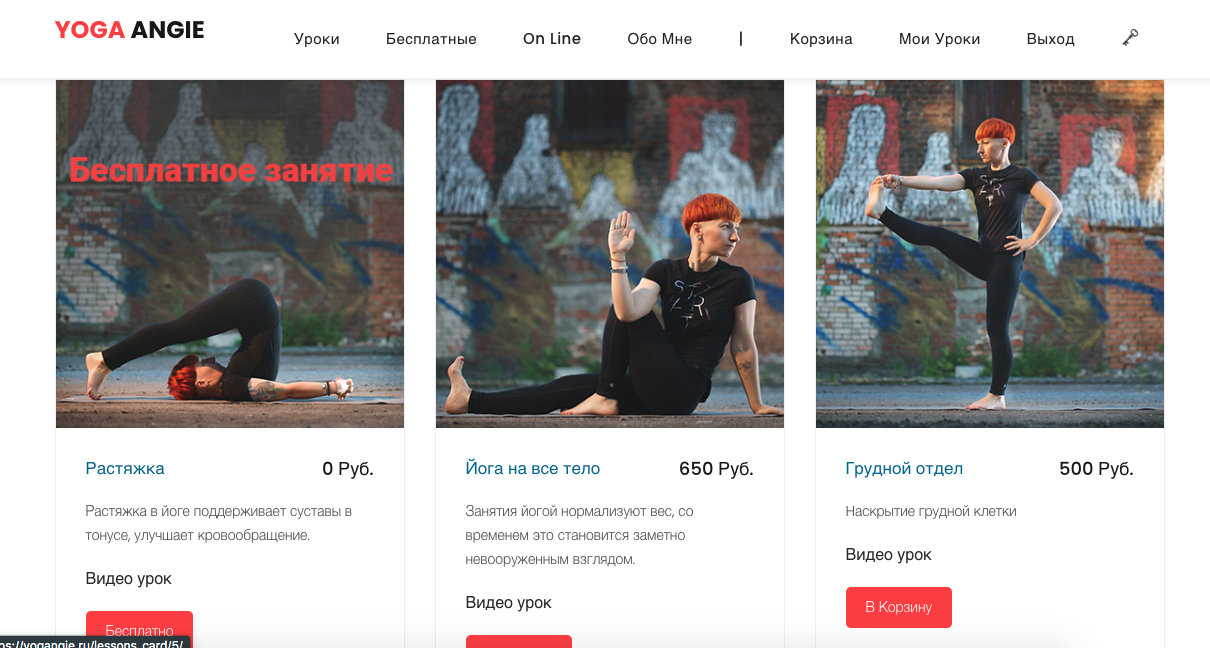 YOGA ANGIE
Уроки Бесплатные On Line Обо Мне | Корзина Мои Уроки Выход
Бесплатное занятие
Растяжка 0 Руб.
Растяжка в йоге поддерживает суставы в
тонусе, улучшает кровообращение.
Видео урок
Бесплатно
Йога на все тело 650 Руб.
Занятия йогой нормализуют вес, со
временем это становится заметно
невооруженным взглядом.
Видео урок
Грудной отдел 500 Руб.
Наскрытие грудной клетки
Видео урок
В Корзину
ps://yogangie.ru/lessons_card/5/